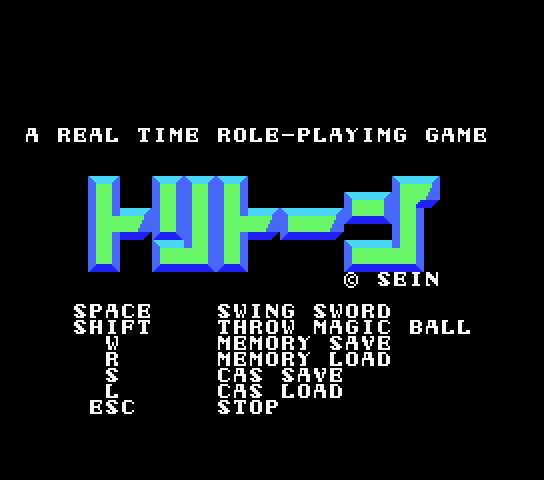 A REAL TIME ROLE-PLAYING GAME
トリトーン
© SEIN
SPACE SWING SWORD
SHIFT THROW MAGIC BALL
W MEMORY SAVE
R MEMORY LOAD
S CAS SAVE
L CAS LOAD
ESC STOP